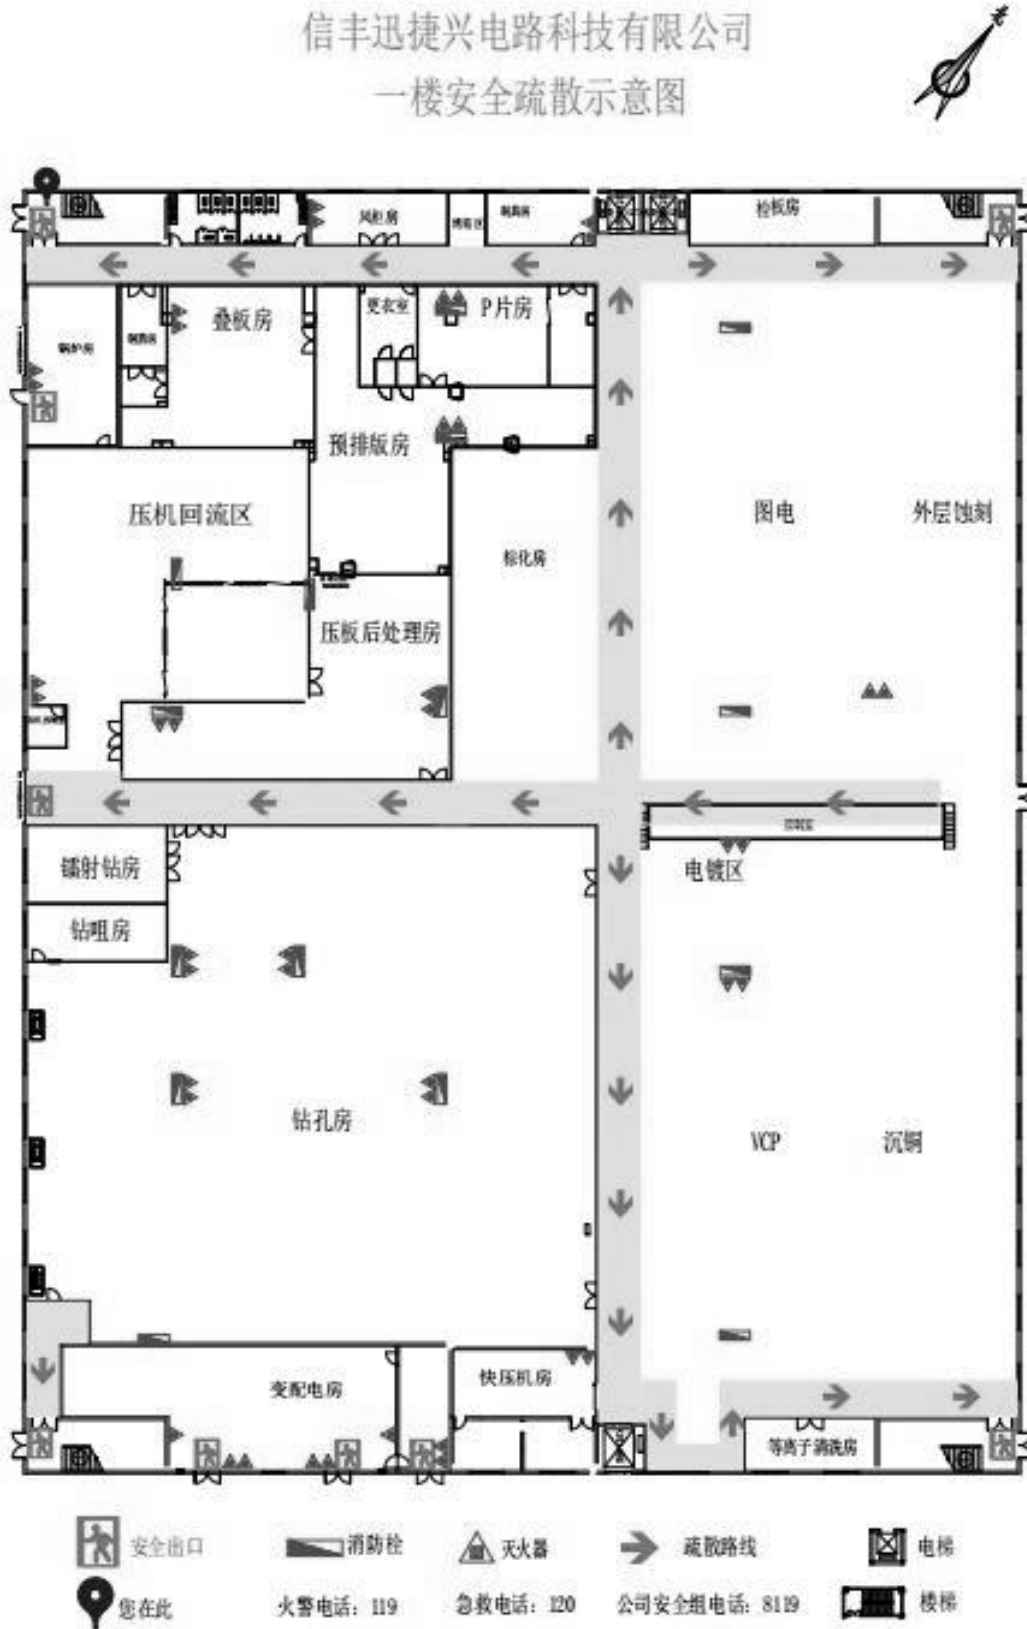 信丰迅捷兴电路科技有限公司
一楼安全疏散示意图
北
风柜房
检板房
叠板房
更衣室
P片房
锅炉房
预排版房
压机回流区
图电
外层蚀刻
棕化房
压板后处理房
镭射钻房
电镀区
钻咀房
钻孔房
VCP
沉铜
变配电房
快压机房
等离子清洗房
安全出口
消防栓
灭火器
疏散路线
电梯
您在此
火警电话：119
急救电话：120
公司安全组电话：8119
楼梯